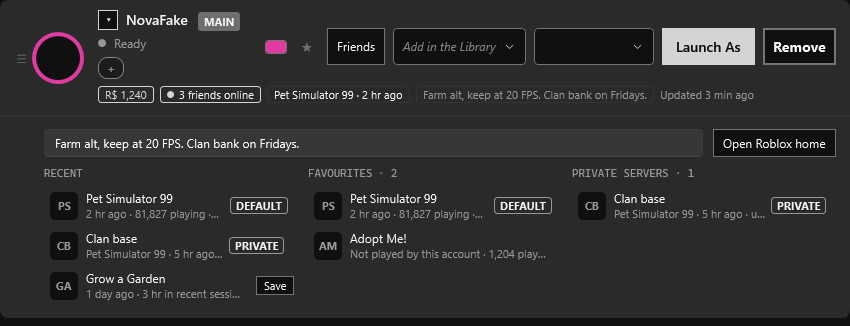 NovaFake MAIN
Ready
Friends
Add in the Library
Launch As
Remove
+
R$ 1,240
3 friends online
Pet Simulator 99 · 2 hr ago
Farm alt, keep at 20 FPS. Clan bank on Fridays.
Updated 3 min ago
Farm alt, keep at 20 FPS. Clan bank on Fridays.
Open Roblox home
RECENT
PS
Pet Simulator 99
2 hr ago · 81,827 playing ·...
DEFAULT
CB
Clan base
Pet Simulator 99 · 5 hr ago...
PRIVATE
GA
Grow a Garden
1 day ago · 3 hr in recent sessi...
Save
FAVOURITES · 2
PS
Pet Simulator 99
2 hr ago · 81,827 playing ·...
DEFAULT
AM
Adopt Me!
Not played by this account · 1,204 play...
PRIVATE SERVERS · 1
CB
Clan base
Pet Simulator 99 · 5 hr ago · u...
PRIVATE